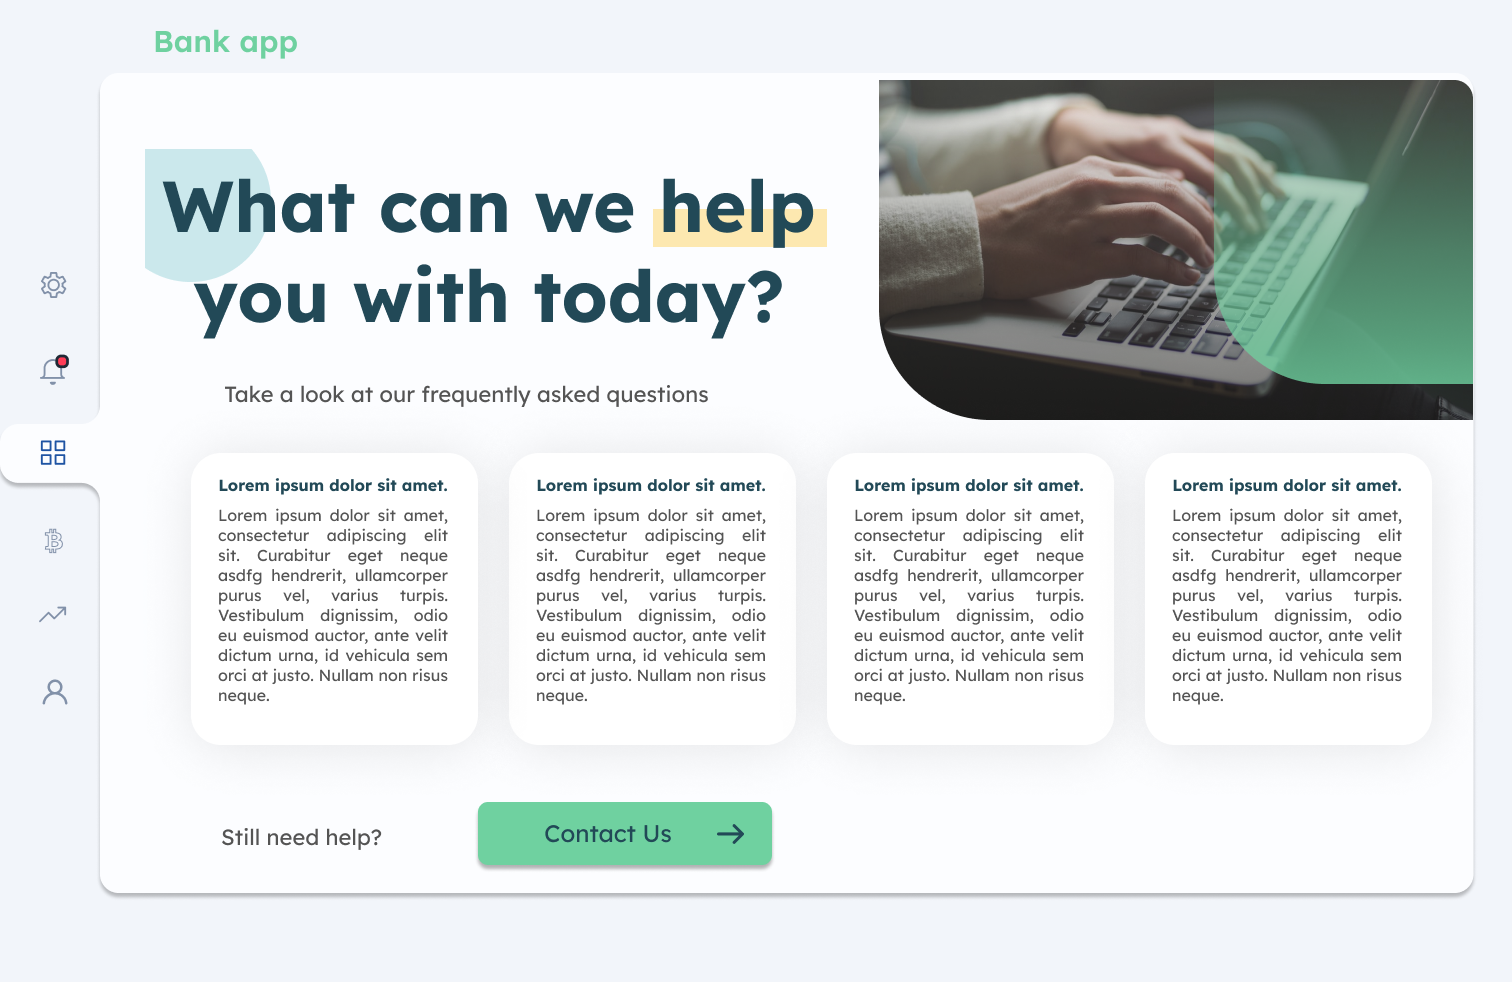 Bank app
What can we help
you with today?
Take a look at our frequently asked questions
Lorem ipsum dolor sit amet.
Lorem ipsum dolor sit amet,
consectetur adipiscing elit
sit. Curabitur eget neque
asdfg hendrerit, ullamcorper
purus vel, varius turpis.
Vestibulum dignissim, odio
eu euismod auctor, ante velit
dictum urna, id vehicula sem
orci at justo. Nullam non risus
neque.
Lorem ipsum dolor sit amet.
Lorem ipsum dolor sit amet,
consectetur adipiscing elit
sit. Curabitur eget neque
asdfg hendrerit, ullamcorper
purus vel, varius turpis.
Vestibulum dignissim, odio
eu euismod auctor, ante velit
dictum urna, id vehicula sem
orci at justo. Nullam non risus
neque.
Lorem ipsum dolor sit amet.
Lorem ipsum dolor sit amet,
consectetur adipiscing elit
sit. Curabitur eget neque
asdfg hendrerit, ullamcorper
purus vel, varius turpis.
Vestibulum dignissim, odio
eu euismod auctor, ante velit
dictum urna, id vehicula sem
orci at justo. Nullam non risus
neque.
Lorem ipsum dolor sit amet.
Lorem ipsum dolor sit amet,
consectetur adipiscing elit
sit. Curabitur eget neque
asdfg hendrerit, ullamcorper
purus vel, varius turpis.
Vestibulum dignissim, odio
eu euismod auctor, ante velit
dictum urna, id vehicula sem
orci at justo. Nullam non risus
neque.
Still need help?
Contact Us